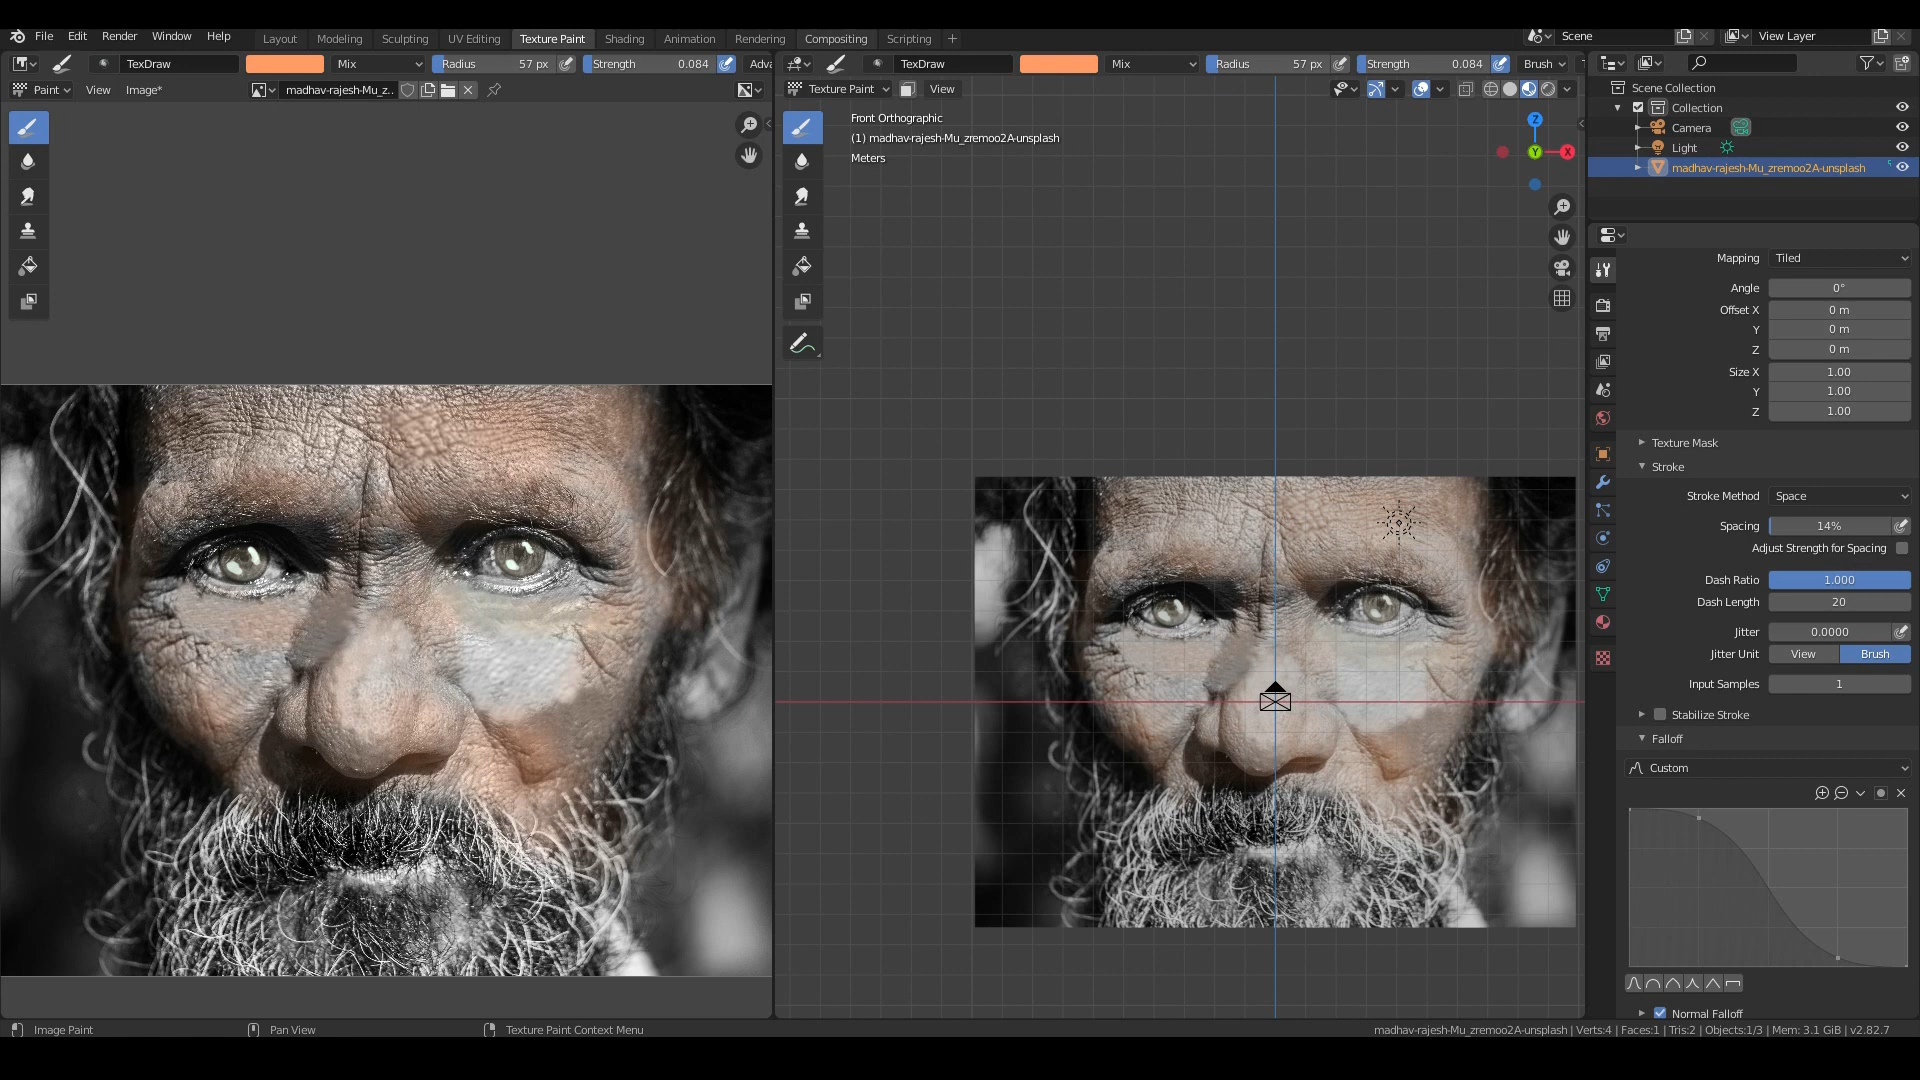 File Edit Render Window Help
Layout Modeling Sculpting UV Editing Texture Paint Shading Animation Rendering Compositing Scripting +
Scene
View Layer
TexDraw Mix Radius 57 px Strength 0.084 Adva
TexDraw Mix Radius 57 px Strength 0.084 Brush
Paint View Image* madhav-rajesh-Mu_z..
Texture Paint View
Front Orthographic
(1) madhav-rajesh-Mu_zremoo2A-unsplash
Meters
Z
Y
X
Scene Collection
Collection
Camera
Light
madhav-rajesh-Mu_zremoo2A-unsplash
Mapping Tiled
Angle 0°
Offset X 0 m
Y 0 m
Z 0 m
Size X 1.00
Y 1.00
Z 1.00
Texture Mask
Stroke
Stroke Method Space
Spacing 14%
Adjust Strength for Spacing
Dash Ratio 1.000
Dash Length 20
Jitter 0.0000
Jitter Unit View Brush
Input Samples 1
Stabilize Stroke
Falloff
Custom
Normal Falloff
Image Paint Pan View Texture Paint Context Menu
madhav-rajesh-Mu_zremoo2A-unsplash | Verts:4 | Faces:1 | Tris:2 | Objects:1/3 | Mem: 3.1 GiB | v2.82.7